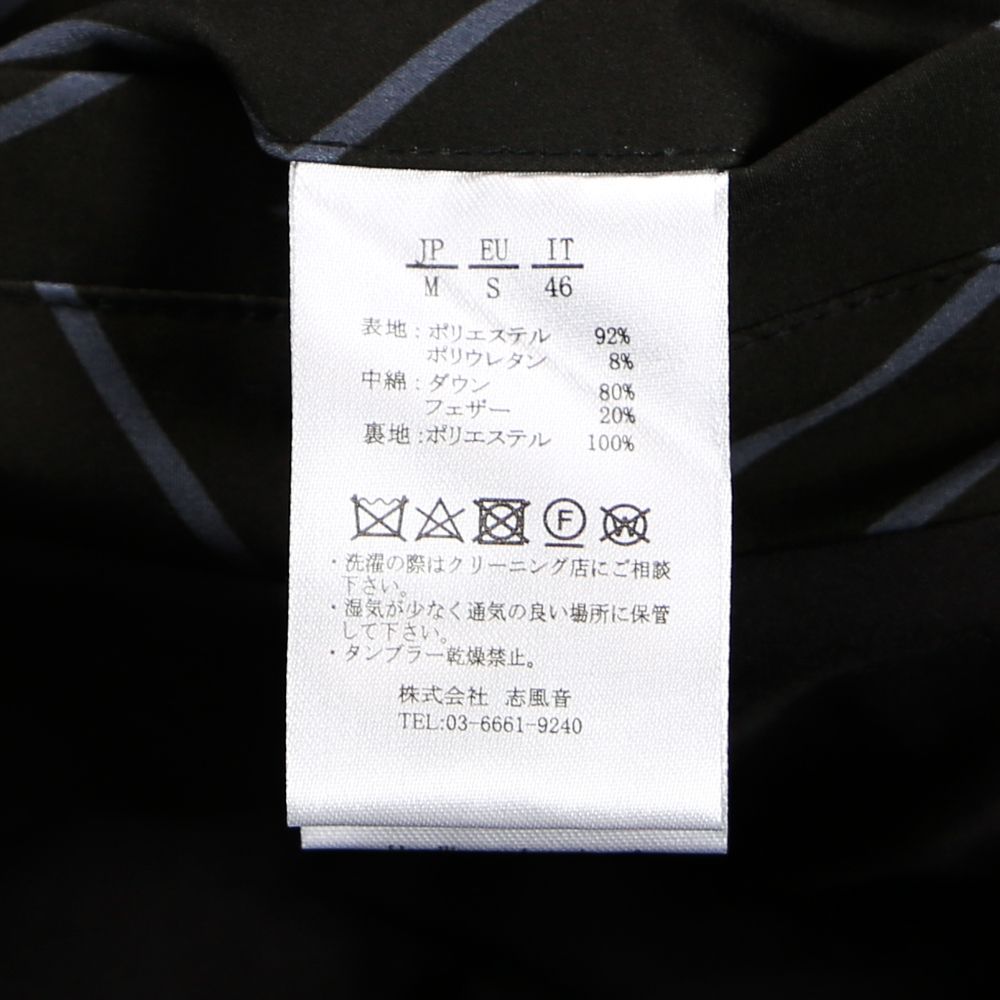 JP EU IT
M S 46
表地:ポリエステル 92%
ポリウレタン 8%
中綿:ダウン 80%
フェザー 20%
裏地:ポリエステル 100%
F W
・洗濯の際はクリーニング店にご相談
下さい。
・湿気が少なく通気の良い場所に保管
して下さい。
・タンブラー乾燥禁止。
株式会社 志風音
TEL:03-6661-9240